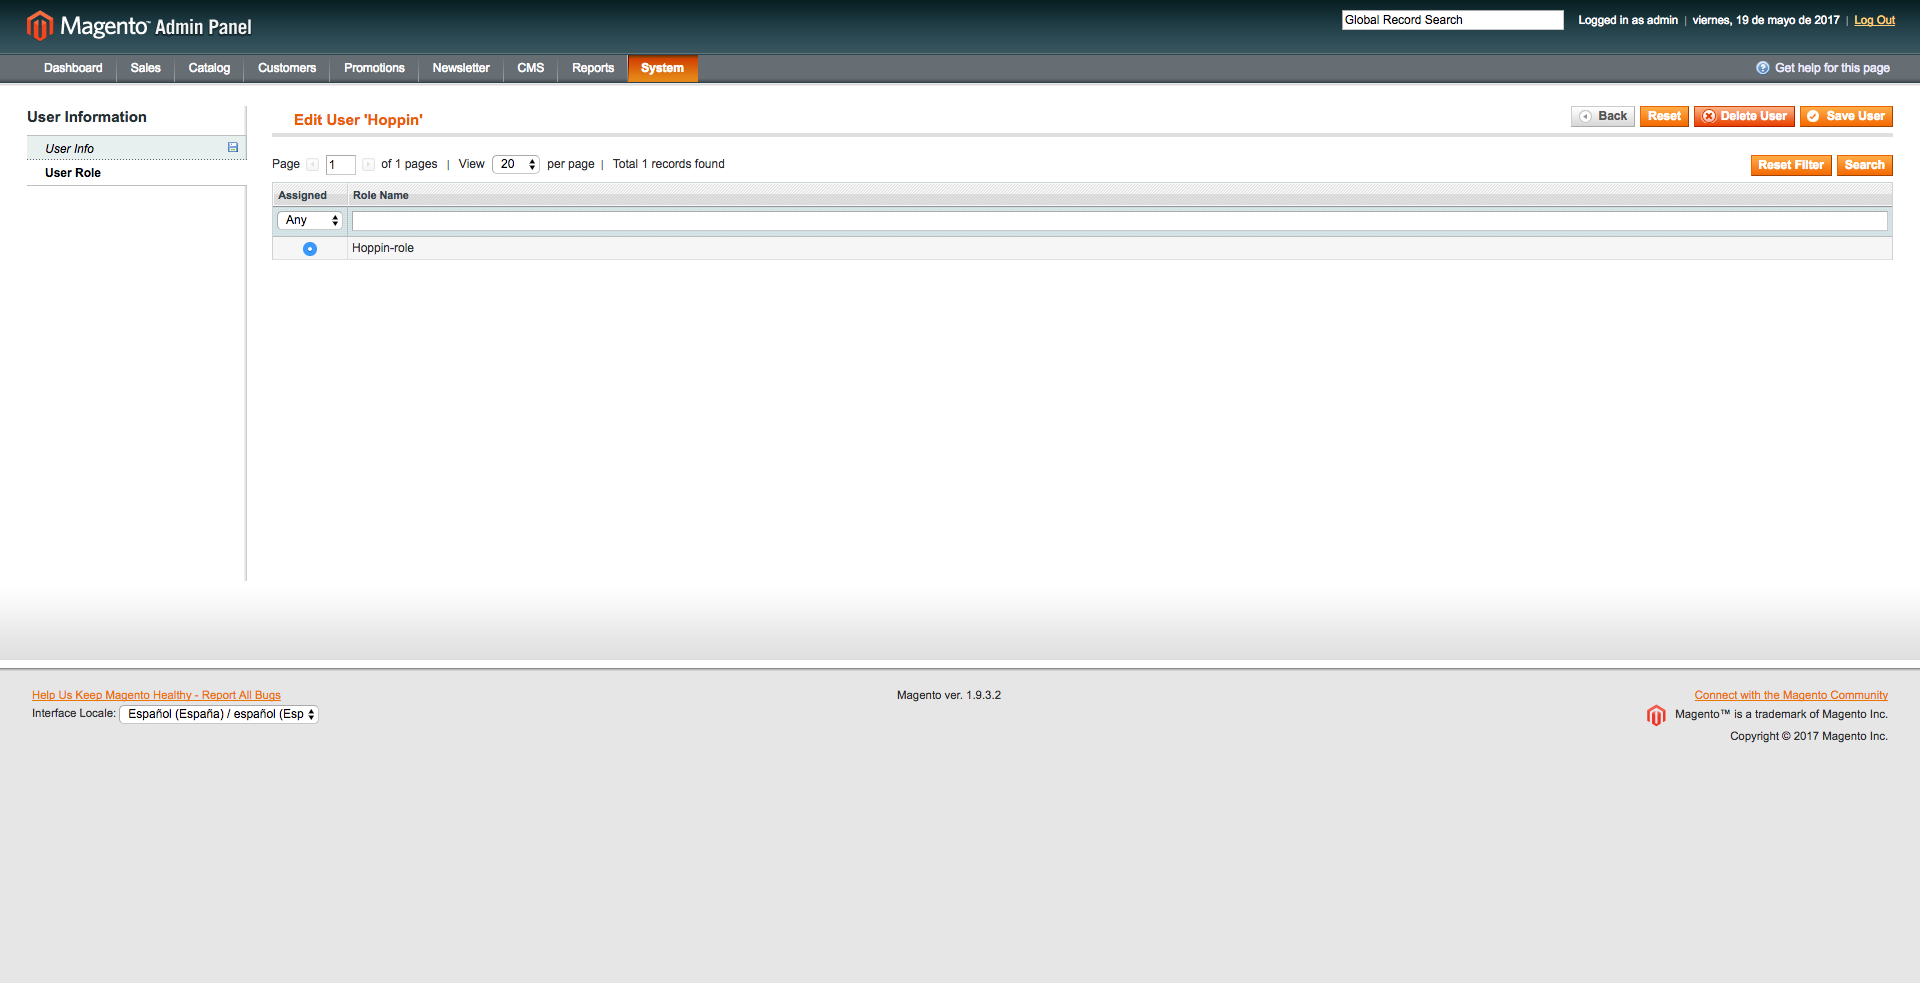 Magento™ Admin Panel
Global Record Search
Logged in as admin | viernes, 19 de mayo de 2017 | Log Out
Dashboard Sales Catalog Customers Promotions Newsletter CMS Reports System
Get help for this page
User Information
User Info
User Role
Edit User 'Hoppin'
Back Reset Delete User Save User
Page 1 of 1 pages | View 20 per page | Total 1 records found
Reset Filter Search
Assigned Role Name
Any
Hoppin-role
Help Us Keep Magento Healthy - Report All Bugs
Interface Locale: Español (España) / español (Esp
Magento ver. 1.9.3.2
Connect with the Magento Community
Magento™ is a trademark of Magento Inc.
Copyright © 2017 Magento Inc.